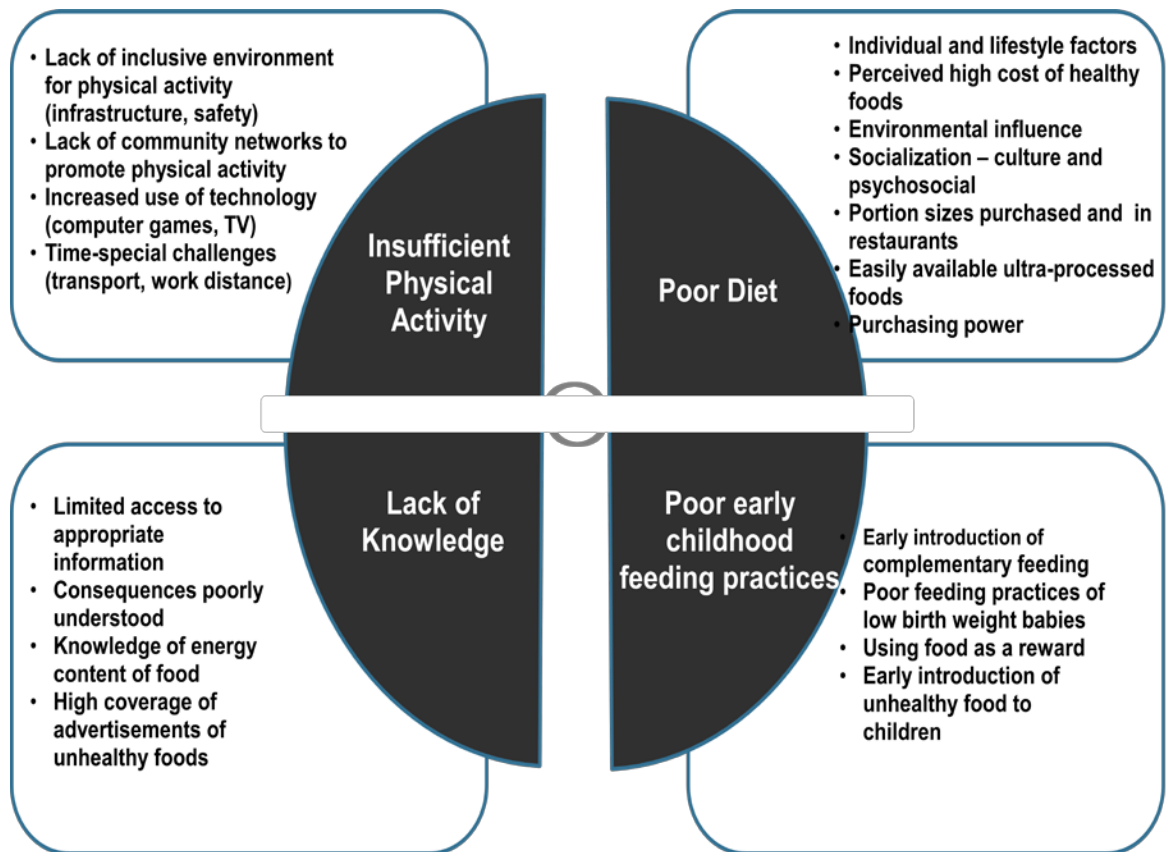 • Lack of inclusive environment
for physical activity
(infrastructure, safety)
• Lack of community networks to
promote physical activity
• Increased use of technology
(computer games, TV)
• Time-special challenges
(transport, work distance)
Insufficient
Physical
Activity
• Individual and lifestyle factors
• Perceived high cost of healthy
foods
• Environmental influence
• Socialization – culture and
psychosocial
• Portion sizes purchased and in
restaurants
• Easily available ultra-processed
foods
• Purchasing power
Poor Diet
• Limited access to
appropriate
information
• Consequences poorly
understood
• Knowledge of energy
content of food
• High coverage of
advertisements of
unhealthy foods
Lack of
Knowledge
Poor early
childhood
feeding practices
• Early introduction of
complementary feeding
• Poor feeding practices of
low birth weight babies
• Using food as a reward
• Early introduction of
unhealthy food to
children